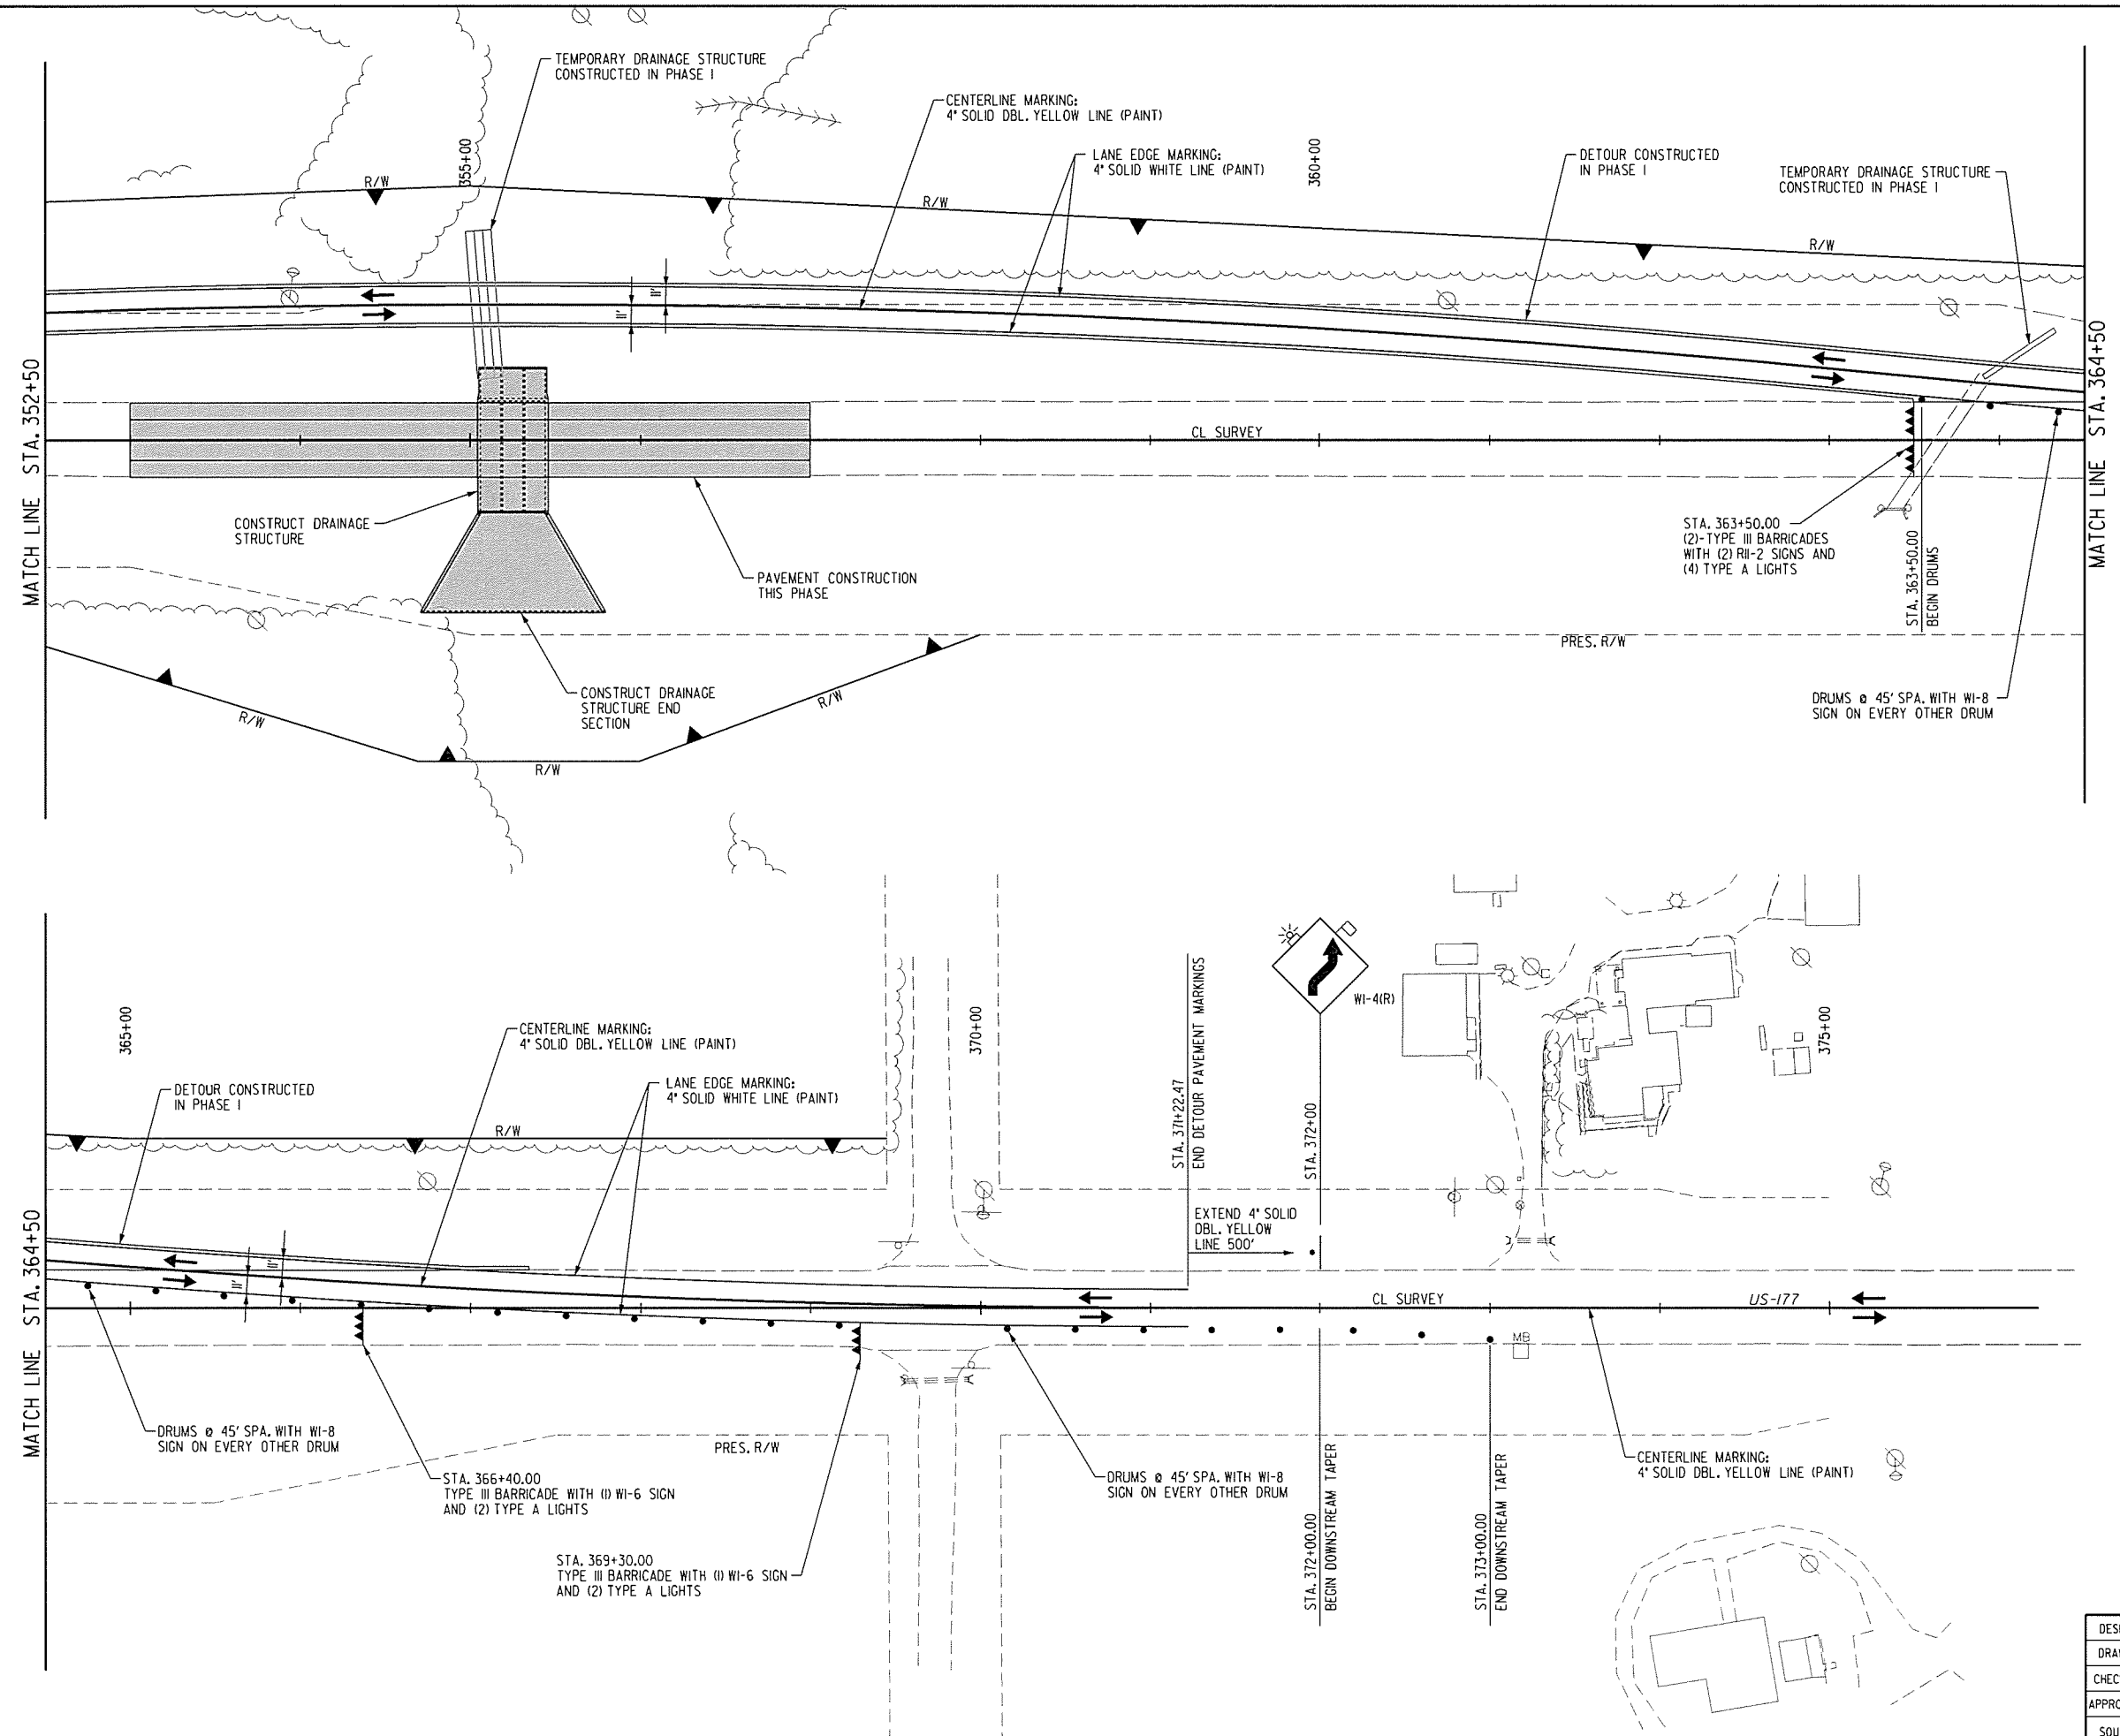 TEMPORARY DRAINAGE STRUCTURE
CONSTRUCTED IN PHASE I
CENTERLINE MARKING:
4" SOLID DBL. YELLOW LINE (PAINT)
355+00
LANE EDGE MARKING:
4" SOLID WHITE LINE (PAINT)
360+00
DETOUR CONSTRUCTED
IN PHASE I
TEMPORARY DRAINAGE STRUCTURE
CONSTRUCTED IN PHASE I
R/W
R/W
R/W
11'
11'
MATCH LINE STA. 352+50
MATCH LINE STA. 364+50
CL SURVEY
CONSTRUCT DRAINAGE
STRUCTURE
PAVEMENT CONSTRUCTION
THIS PHASE
STA. 363+50.00
(2)-TYPE III BARRICADES
WITH (2) R11-2 SIGNS AND
(4) TYPE A LIGHTS
STA. 363+50.00
BEGIN DRUMS
PRES. R/W
CONSTRUCT DRAINAGE
STRUCTURE END
SECTION
R/W
R/W
R/W
DRUMS @ 45' SPA. WITH W1-8
SIGN ON EVERY OTHER DRUM
365+00
CENTERLINE MARKING:
4" SOLID DBL. YELLOW LINE (PAINT)
DETOUR CONSTRUCTED
IN PHASE I
LANE EDGE MARKING:
4" SOLID WHITE LINE (PAINT)
370+00
STA. 371+22.47
END DETOUR PAVEMENT MARKINGS
W1-4(R)
STA. 372+00
375+00
R/W
EXTEND 4" SOLID
DBL. YELLOW
LINE 500'
MATCH LINE STA. 364+50
11'
11'
CL SURVEY
US-177
MB
DRUMS @ 45' SPA. WITH W1-8
SIGN ON EVERY OTHER DRUM
PRES. R/W
STA. 366+40.00
TYPE III BARRICADE WITH (1) W1-6 SIGN
AND (2) TYPE A LIGHTS
DRUMS @ 45' SPA. WITH W1-8
SIGN ON EVERY OTHER DRUM
CENTERLINE MARKING:
4" SOLID DBL. YELLOW LINE (PAINT)
STA. 369+30.00
TYPE III BARRICADE WITH (1) W1-6 SIGN
AND (2) TYPE A LIGHTS
STA. 372+00.00
BEGIN DOWNSTREAM TAPER
STA. 373+00.00
END DOWNSTREAM TAPER